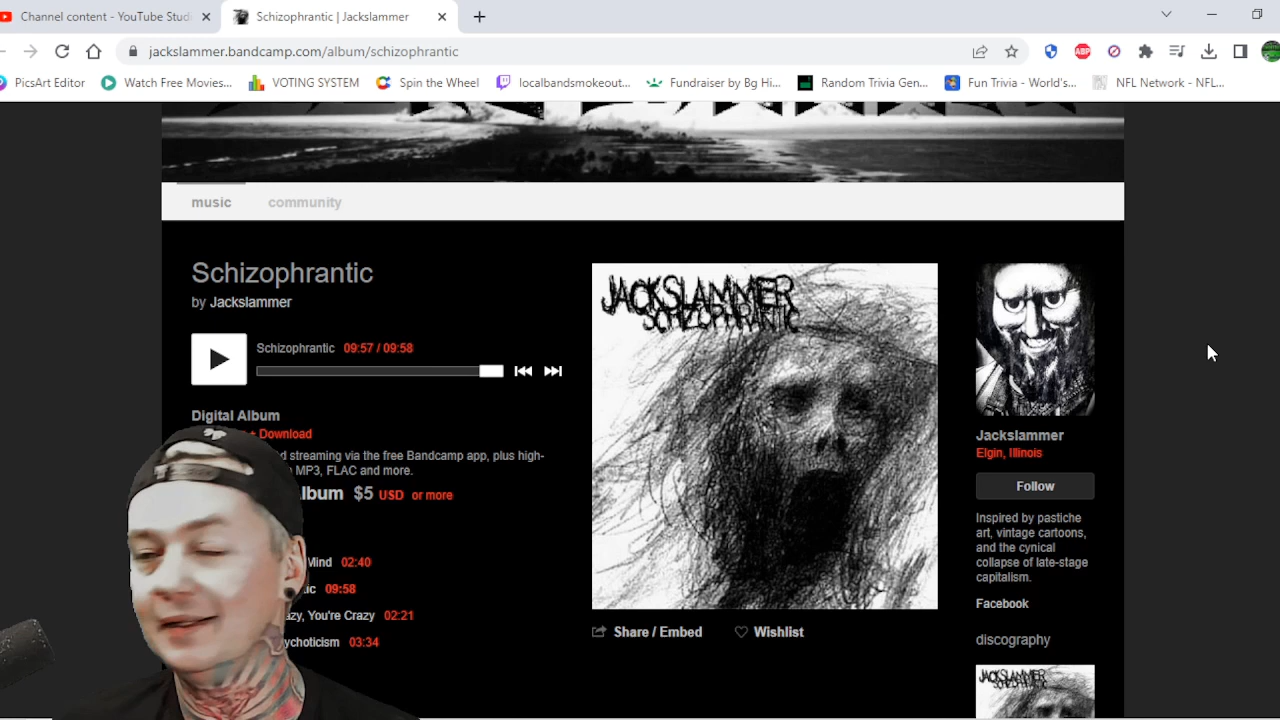 Channel content - YouTube Studi
Schizophrantic | Jackslammer
jackslammer.bandcamp.com/album/schizophrantic
ABP
PicsArt Editor
Watch Free Movies...
VOTING SYSTEM
Spin the Wheel
localbandsmokeout...
Fundraiser by Bg Hi...
Random Trivia Gen...
Fun Trivia - World's...
NFL Network - NFL...
music
community
Schizophrantic
by Jackslammer
Schizophrantic 09:57 / 09:58
Digital Album
+ Download
d streaming via the free Bandcamp app, plus high-
MP3, FLAC and more.
lbum $5 USD or more
Mind 02:40
tic 09:58
azy, You're Crazy 02:21
ychoticism 03:34
JACKSLAMMER
SCHIZOPHRANTIC
Share / Embed
Wishlist
Jackslammer
Elgin, Illinois
Follow
Inspired by pastiche
art, vintage cartoons,
and the cynical
collapse of late-stage
capitalism.
Facebook
discography
JACKSLAMMER
SCHIZOPHRANTIC